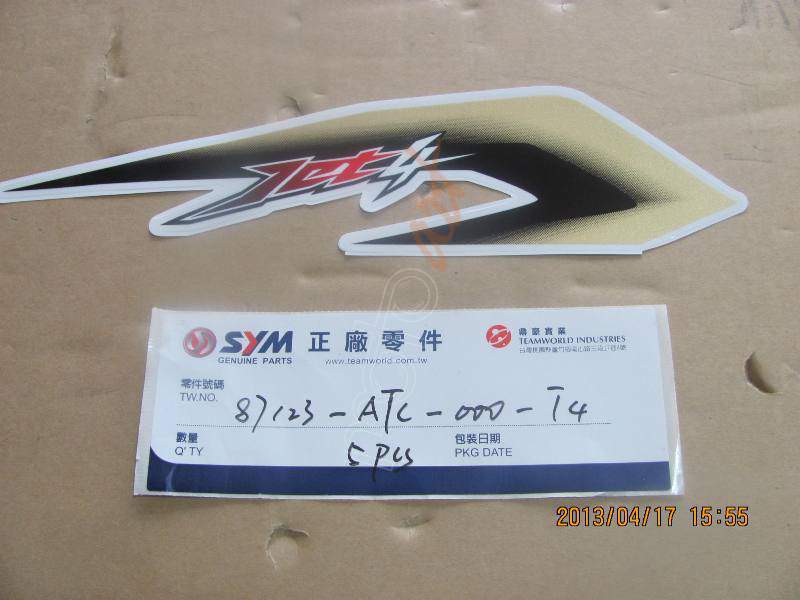 Jet4
SYM 正廠零件
GENUINE PARTS
www.teamworld.com.tw
鼎豪實業
TEAMWORLD INDUSTRIES
零件號碼
TW.NO. 87123-ATC-000-T4
數量
Q'TY 5 pcs
包裝日期
PKG DATE
2013/04/17 15:55